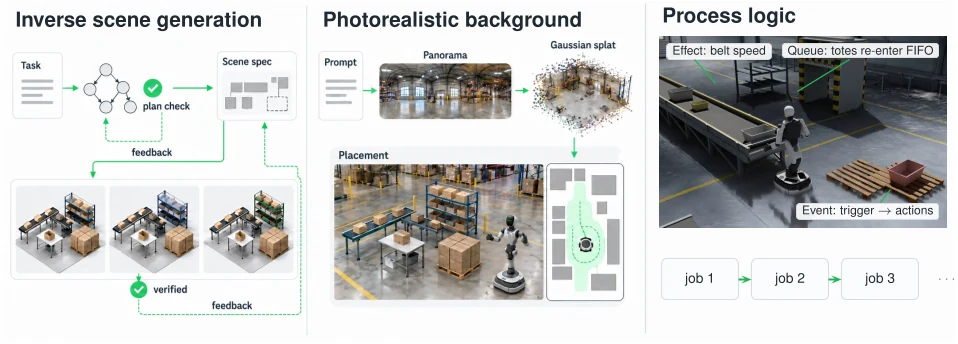 Inverse scene generation
Task
plan check
Scene spec
feedback
verified
feedback
Photorealistic background
Prompt
Panorama
Gaussian splat
Placement
Process logic
Effect: belt speed
Queue: totes re-enter FIFO
Event: trigger → actions
job 1
job 2
job 3
· · ·